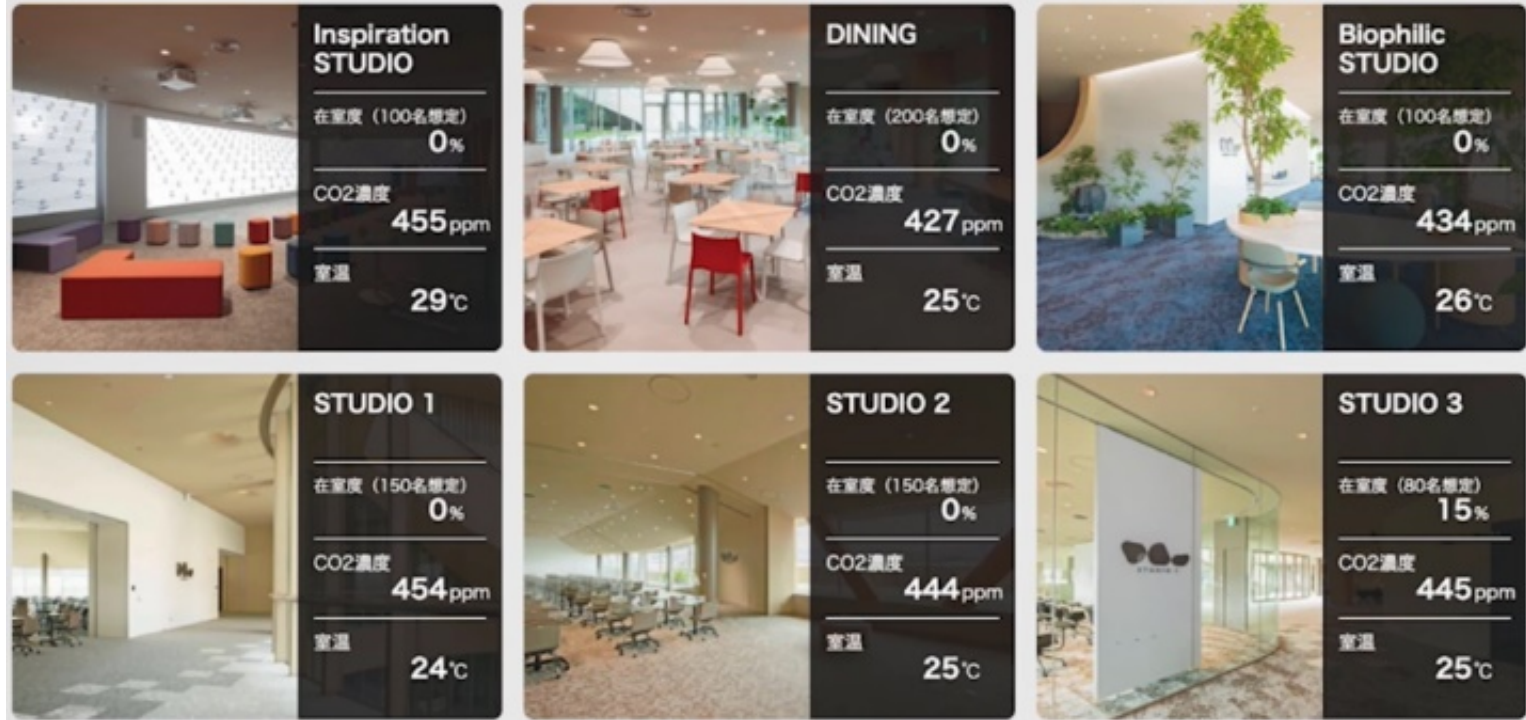 Inspiration
STUDIO
在室度（100名想定）
0%
CO2濃度
455ppm
室温
29℃
DINING
在室度（200名想定）
0%
CO2濃度
427ppm
室温
25℃
Biophilic
STUDIO
在室度（100名想定）
0%
CO2濃度
434ppm
室温
26℃
STUDIO 1
在室度（150名想定）
0%
CO2濃度
454ppm
室温
24℃
STUDIO 2
在室度（150名想定）
0%
CO2濃度
444ppm
室温
25℃
STUDIO 3
在室度（80名想定）
15%
CO2濃度
445ppm
室温
25℃